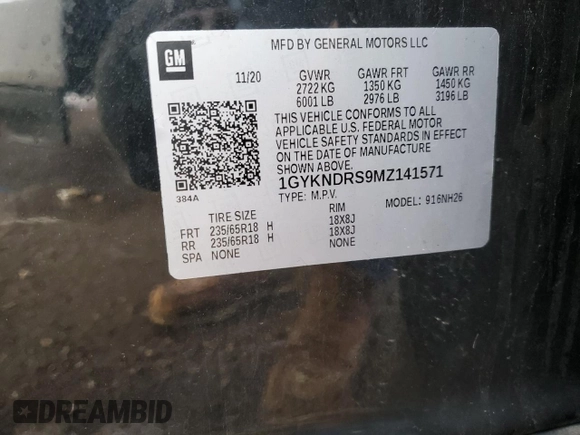 GM
MFD BY GENERAL MOTORS LLC
11/20 GVWR GAWR FRT GAWR RR
2722 KG 1350 KG 1450 KG
6001 LB 2976 LB 3196 LB
THIS VEHICLE CONFORMS TO ALL
APPLICABLE U.S. FEDERAL MOTOR
VEHICLE SAFETY STANDARDS IN EFFECT
ON THE DATE OF MANUFACTURE SHOWN ABOVE.
1GYKNDRS9MZ141571
384A TYPE: M.P.V. 916NH26
TIRE SIZE RIM
FRT 235/65R18 H 18X8J
RR 235/65R18 H 18X8J
SPA NONE NONE
DREAMBID